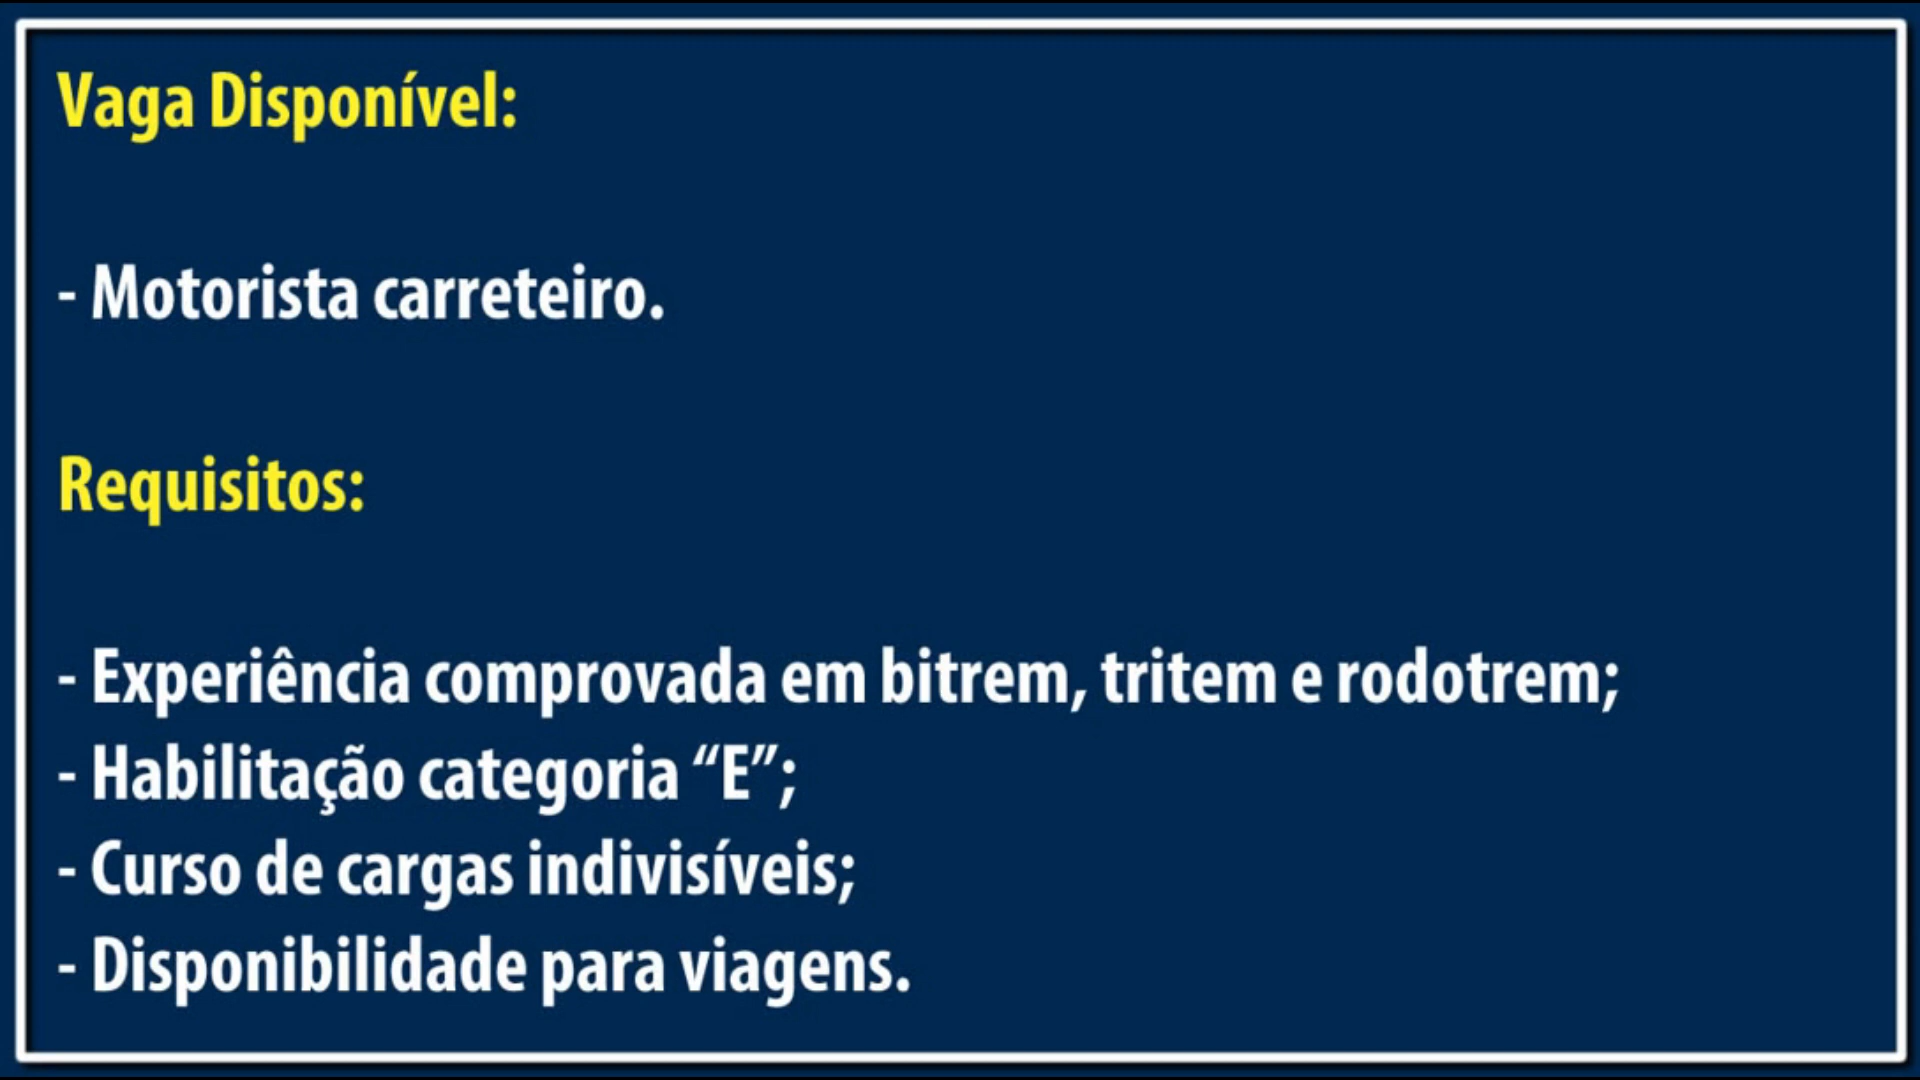 Vaga Disponível:
- Motorista carreteiro.
Requisitos:
- Experiência comprovada em bitrem, tritem e rodotrem;
- Habilitação categoria “E”;
- Curso de cargas indivisíveis;
- Disponibilidade para viagens.